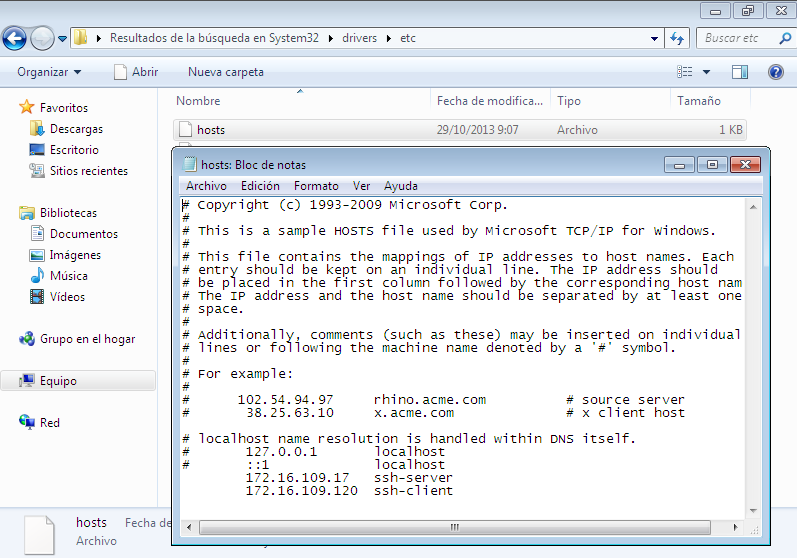 Resultados de la búsqueda en System32 drivers etc
Buscar etc
Organizar Abrir Nueva carpeta
Nombre Fecha de modifica... Tipo Tamaño
Favoritos
Descargas
Escritorio
Sitios recientes
Bibliotecas
Documentos
Imágenes
Música
Vídeos
Grupo en el hogar
Equipo
Red
hosts 29/10/2013 9:07 Archivo 1 KB
hosts: Bloc de notas
Archivo Edición Formato Ver Ayuda
# Copyright (c) 1993-2009 Microsoft Corp.
#
# This is a sample HOSTS file used by Microsoft TCP/IP for Windows.
#
# This file contains the mappings of IP addresses to host names. Each
# entry should be kept on an individual line. The IP address should
# be placed in the first column followed by the corresponding host nam
# The IP address and the host name should be separated by at least one
# space.
#
# Additionally, comments (such as these) may be inserted on individual
# lines or following the machine name denoted by a '#' symbol.
#
# For example:
#
# 102.54.94.97 rhino.acme.com # source server
# 38.25.63.10 x.acme.com # x client host

# localhost name resolution is handled within DNS itself.
# 127.0.0.1 localhost
# ::1 localhost
172.16.109.17 ssh-server
172.16.109.120 ssh-client
hosts Fecha de
Archivo